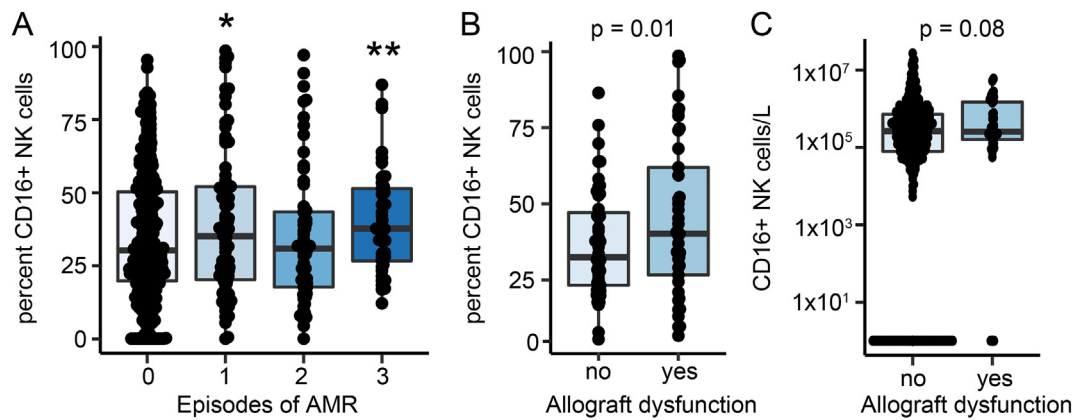 A
percent CD16+ NK cells
100
75
50
25
0
*
**
0 1 2 3
Episodes of AMR
B
p = 0.01
percent CD16+ NK cells
100
75
50
25
0
no yes
Allograft dysfunction
C
p = 0.08
CD16+ NK cells/L
1x10⁷
1x10⁵
1x10³
1x10¹
no yes
Allograft dysfunction